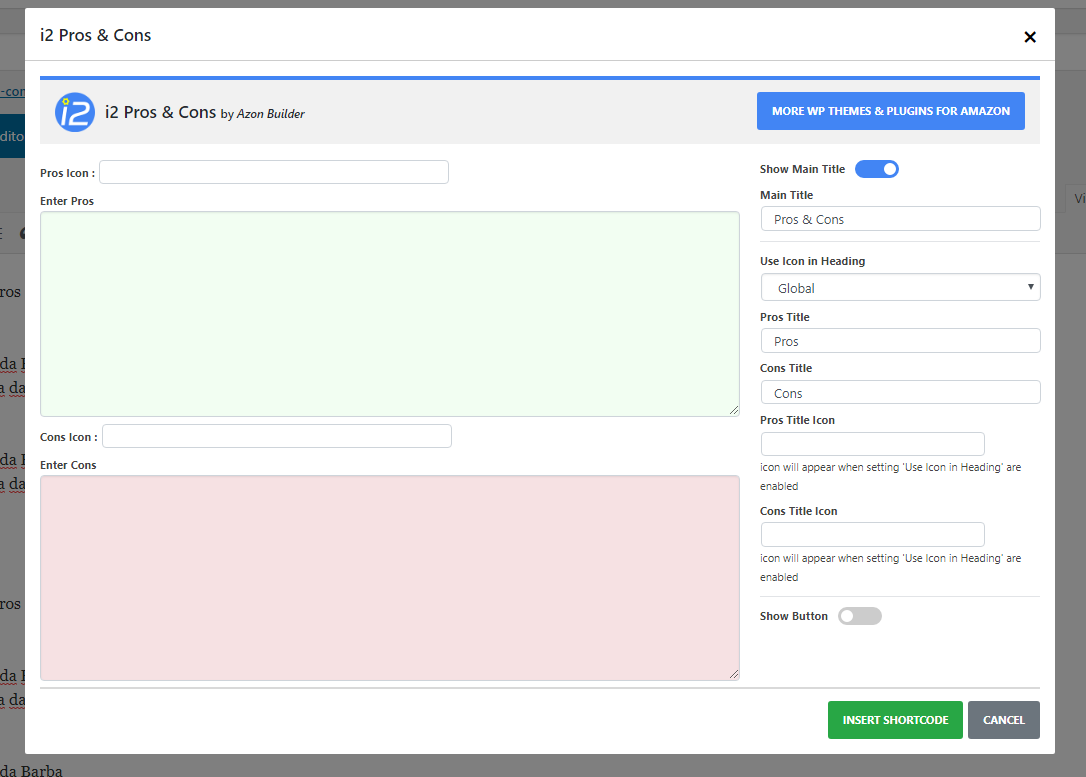 i2 Pros & Cons
×
i2 i2 Pros & Cons by Azon Builder
MORE WP THEMES & PLUGINS FOR AMAZON
Pros Icon :
Enter Pros
Cons Icon :
Enter Cons
Show Main Title
Main Title
Pros & Cons
Use Icon in Heading
Global
Pros Title
Pros
Cons Title
Cons
Pros Title Icon
icon will appear when setting 'Use Icon in Heading' are
enabled
Cons Title Icon
icon will appear when setting 'Use Icon in Heading' are
enabled
Show Button
INSERT SHORTCODE
CANCEL
da Barba